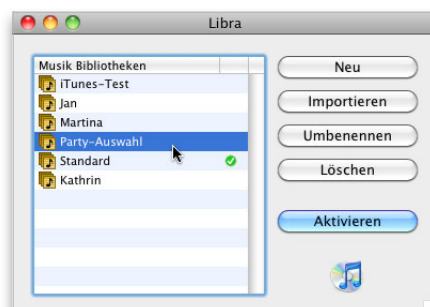 Libra
Musik Bibliotheken
iTunes-Test
Jan
Martina
Party-Auswahl
Standard
Kathrin
Neu
Importieren
Umbenennen
Löschen
Aktivieren